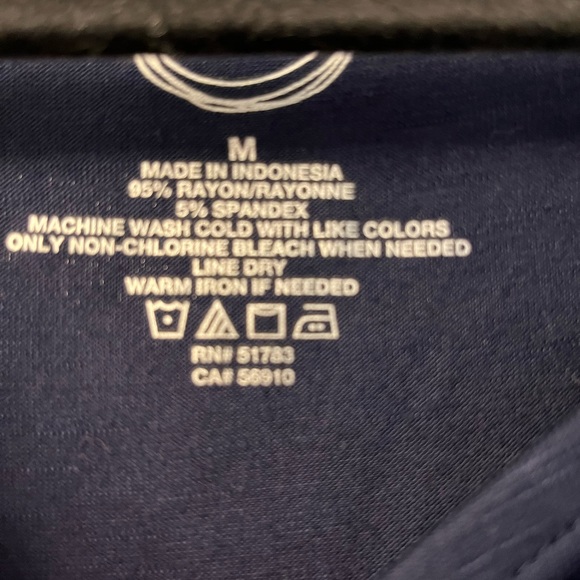 M
MADE IN INDONESIA
95% RAYON/RAYONNE
5% SPANDEX
MACHINE WASH COLD WITH LIKE COLORS
ONLY NON-CHLORINE BLEACH WHEN NEEDED
LINE DRY
WARM IRON IF NEEDED
RN# 51783
CA# 56910